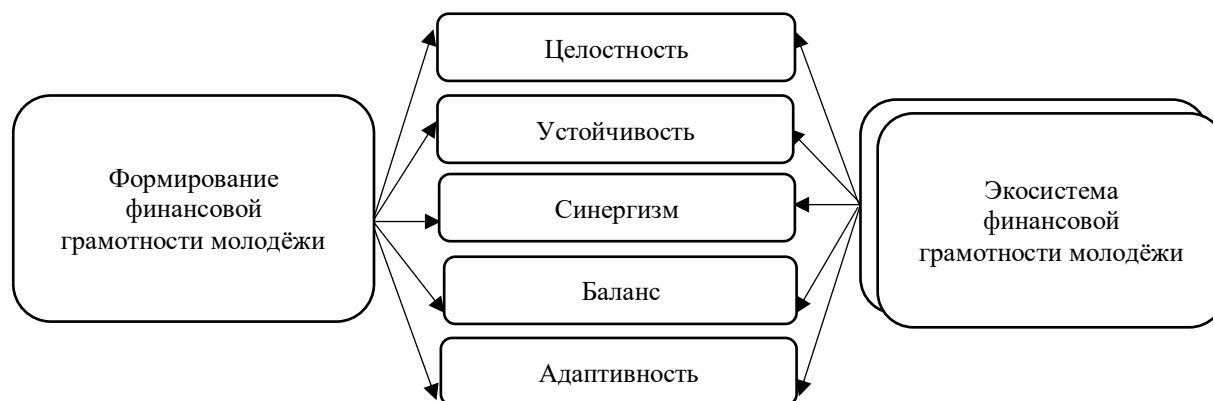 Формирование
финансовой
грамотности молодёжи
Целостность
Устойчивость
Синергизм
Баланс
Адаптивность
Экосистема
финансовой
грамотности молодёжи